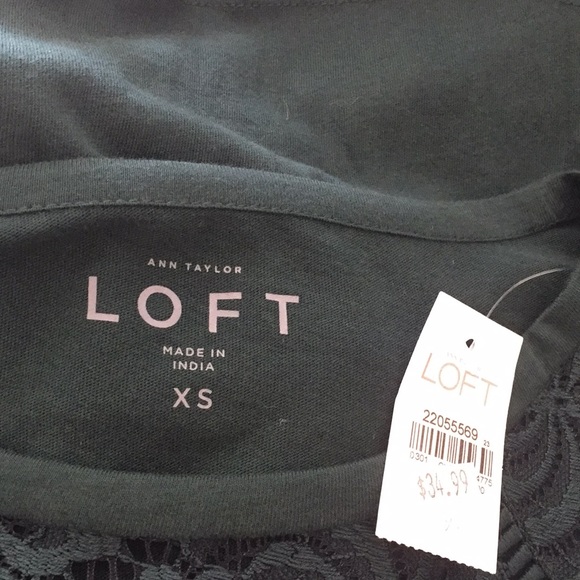 ANN TAYLOR
LOFT
MADE IN
INDIA
XS
LOFT
22055569
$34.99